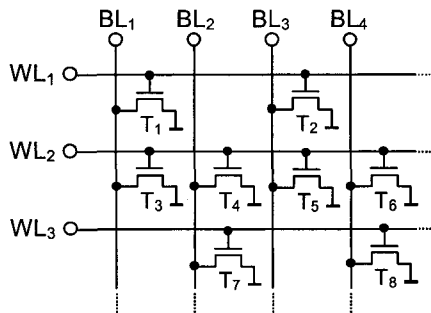 BL₁ BL₂ BL₃ BL₄
WL₁
T₁ T₂
WL₂
T₃ T₄ T₅ T₆
WL₃
T₇ T₈